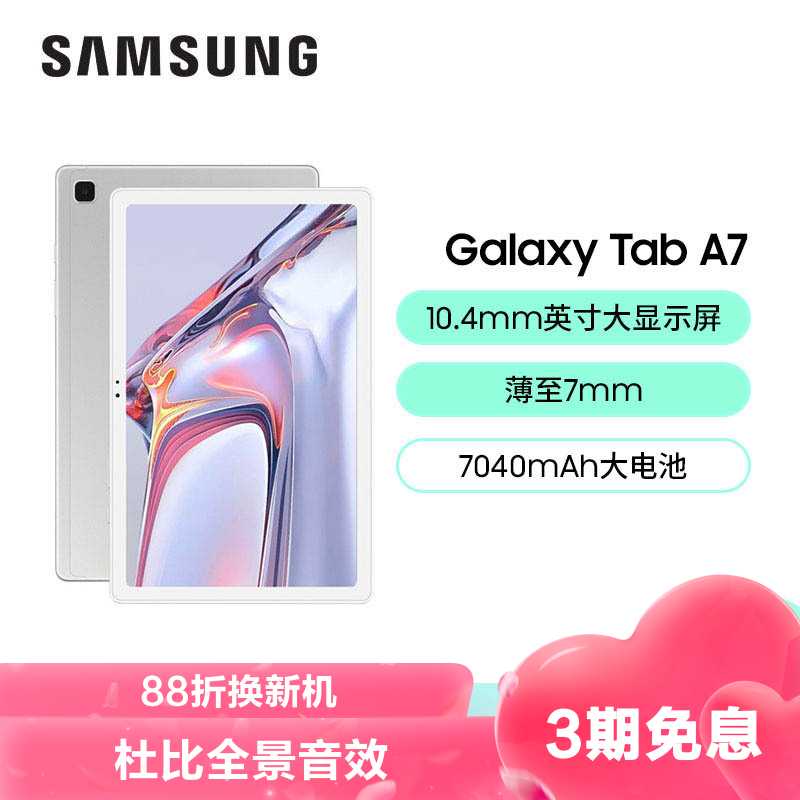 SAMSUNG
Galaxy Tab A7
10.4mm英寸大显示屏
薄至7mm
7040mAh大电池
88折换新机
杜比全景音效
3期免息